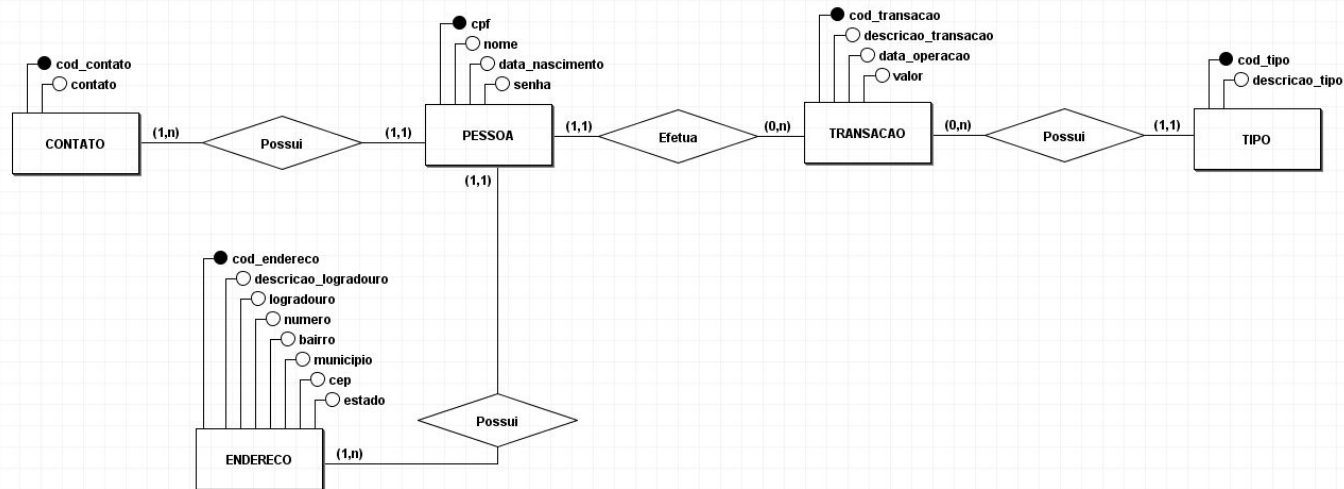 cod_contato
contato
CONTATO
(1,n)
Possui
(1,1)
cpf
nome
data_nascimento
senha
PESSOA
(1,1)
Efetua
(0,n)
cod_transacao
descricao_transacao
data_operacao
valor
TRANSACAO
(0,n)
Possui
(1,1)
cod_tipo
descricao_tipo
TIPO
(1,1)
Possui
(1,n)
cod_endereco
descricao_logradouro
logradouro
numero
bairro
municipio
cep
estado
ENDERECO